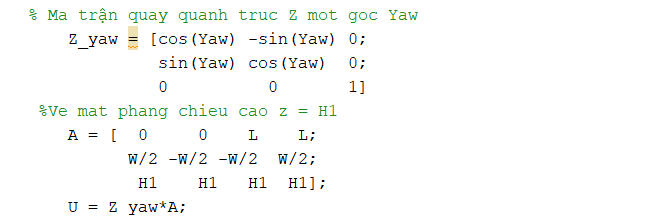 % Ma trận quay quanh truc Z mot goc Yaw
Z_yaw = [cos(Yaw) -sin(Yaw) 0;
sin(Yaw) cos(Yaw) 0;
0 0 1]
%Ve mat phang chieu cao z = H1
A = [ 0 0 L L;
W/2 -W/2 -W/2 W/2;
H1 H1 H1 H1];
U = Z yaw*A;